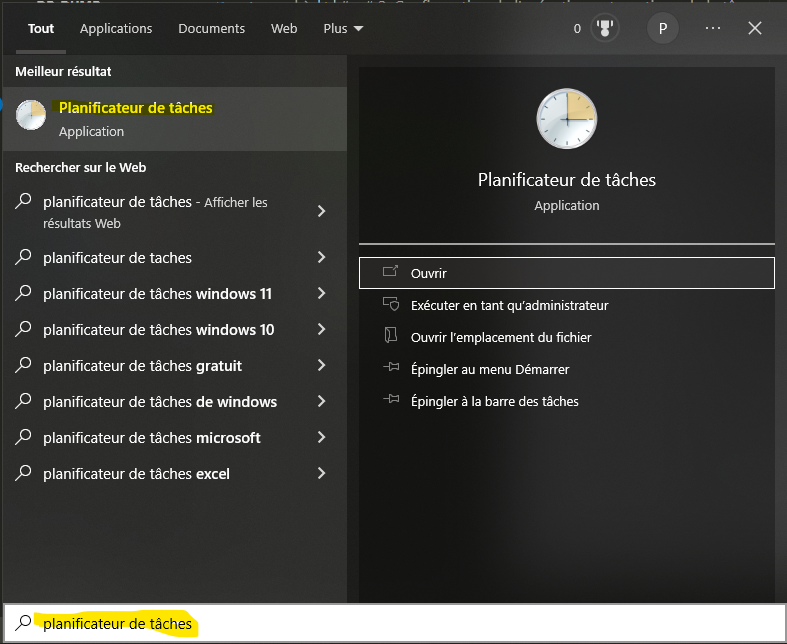 Tout
Applications
Documents
Web
Plus
0
P
Meilleur résultat
Planificateur de tâches
Application
Rechercher sur le Web
planificateur de tâches - Afficher les
résultats Web
planificateur de taches
planificateur de tâches windows 11
planificateur de tâches windows 10
planificateur de tâches gratuit
planificateur de tâches de windows
planificateur de tâches microsoft
planificateur de tâches excel
Planificateur de tâches
Application
Ouvrir
Exécuter en tant qu'administrateur
Ouvrir l'emplacement du fichier
Épingler au menu Démarrer
Épingler à la barre des tâches
planificateur de tâches